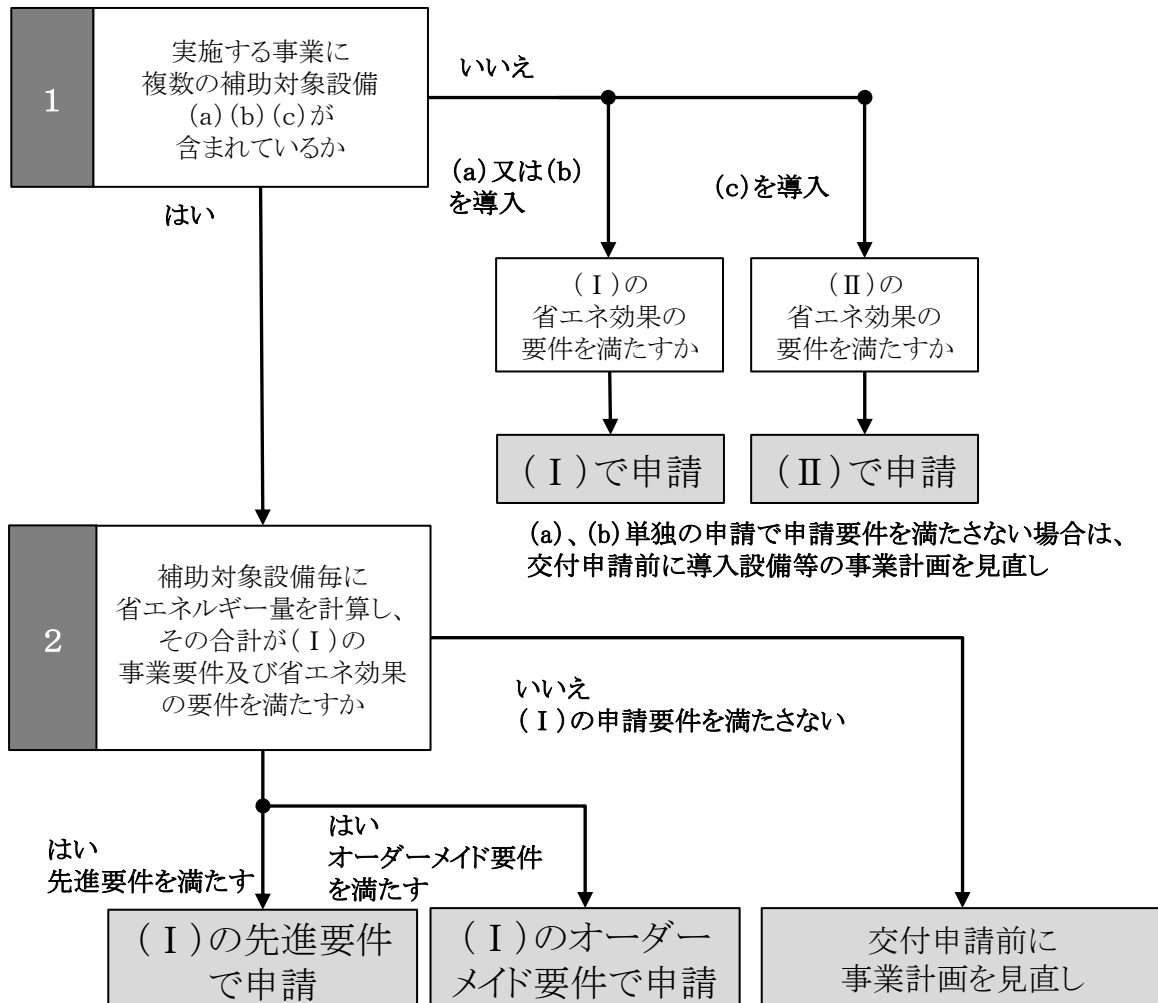 1
実施する事業に
複数の補助対象設備
(a)(b)(c)が
含まれているか
いいえ
(a)又は(b)
を導入
(c)を導入
はい
(Ⅰ)の
省エネ効果の
要件を満たすか
(Ⅱ)の
省エネ効果の
要件を満たすか
(Ⅰ)で申請
(Ⅱ)で申請
(a)、(b)単独の申請で申請要件を満たさない場合は、
交付申請前に導入設備等の事業計画を見直し
2
補助対象設備毎に
省エネルギー量を計算し、
その合計が(Ⅰ)の
事業要件及び省エネ効果
の要件を満たすか
いいえ
(Ⅰ)の申請要件を満たさない
はい
先進要件を満たす
はい
オーダーメイド要件
を満たす
(Ⅰ)の先進要件
で申請
(Ⅰ)のオーダー
メイド要件で申請
交付申請前に
事業計画を見直し